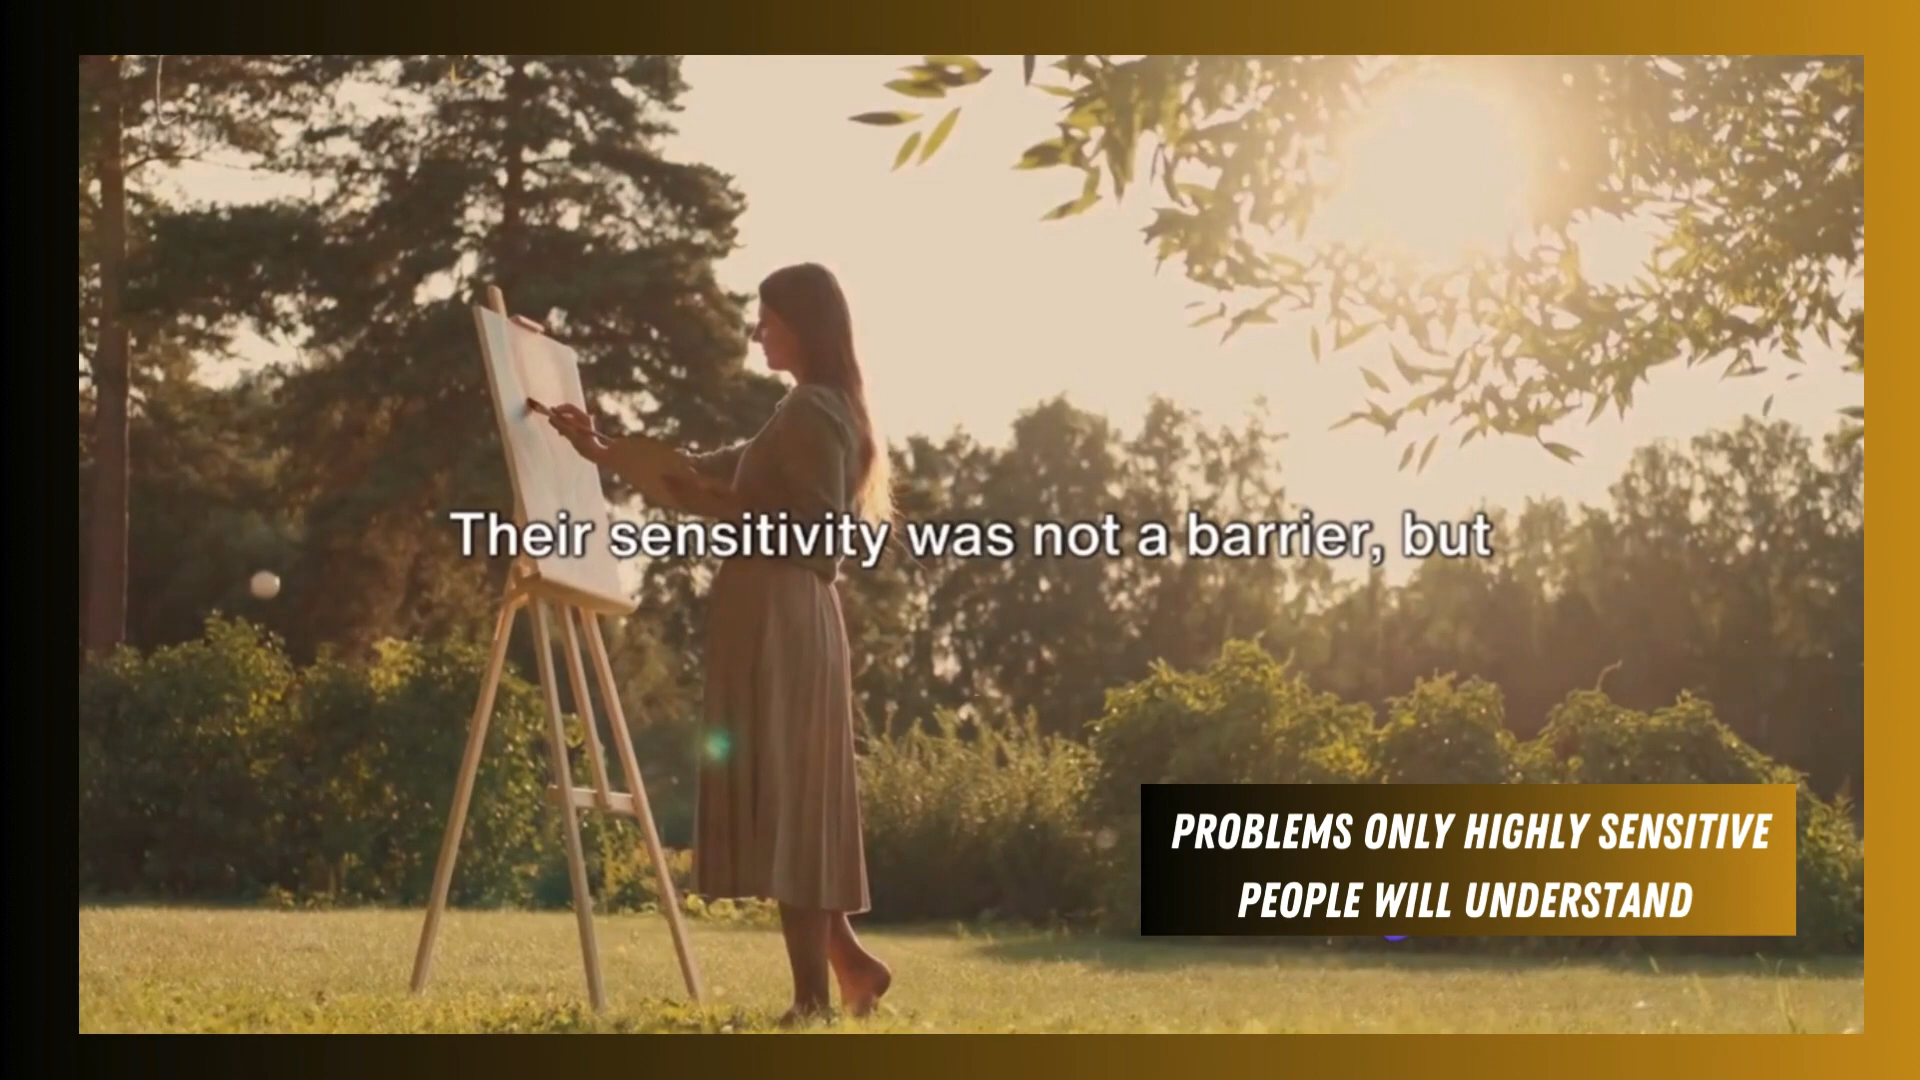 Their sensitivity was not a barrier, but
PROBLEMS ONLY HIGHLY SENSITIVE
PEOPLE WILL UNDERSTAND